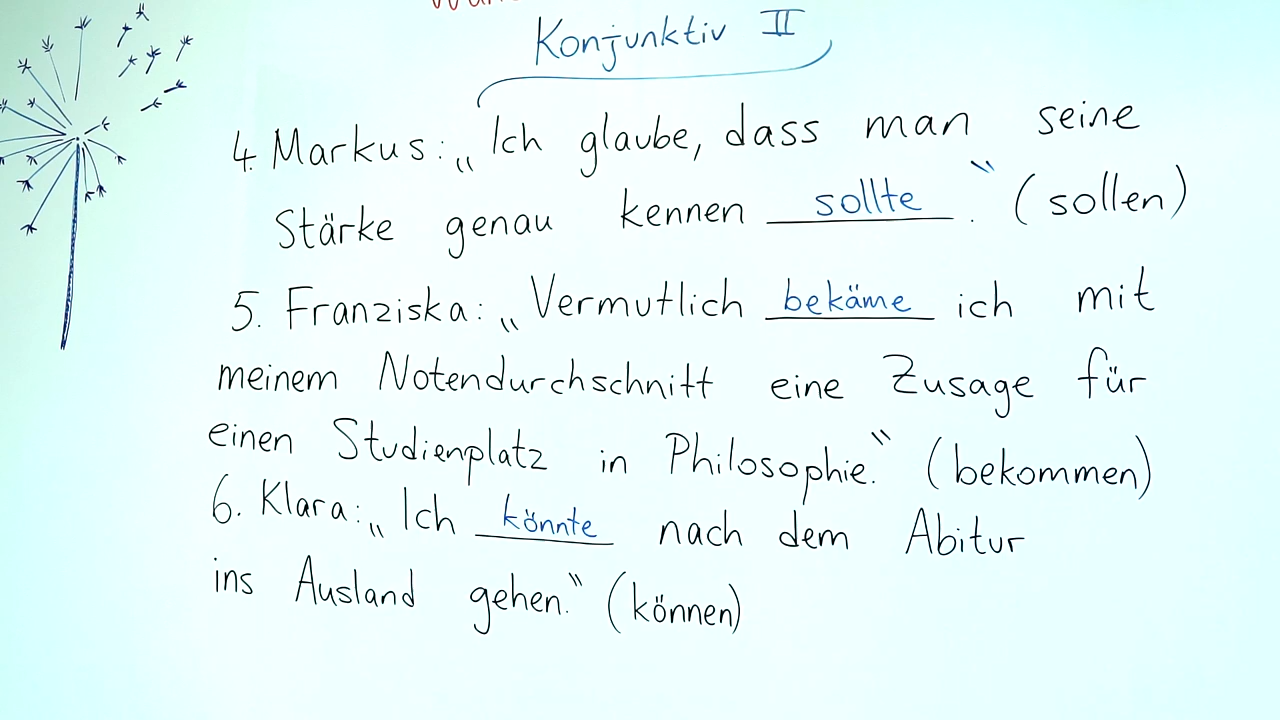 Konjunktiv II
4. Markus: „Ich glaube, dass man seine
Stärke genau kennen sollte." (sollen)
5. Franziska: „Vermutlich bekäme ich mit
meinem Notendurchschnitt eine Zusage für
einen Studienplatz in Philosophie." (bekommen)
6. Klara: „Ich könnte nach dem Abitur
ins Ausland gehen." (können)